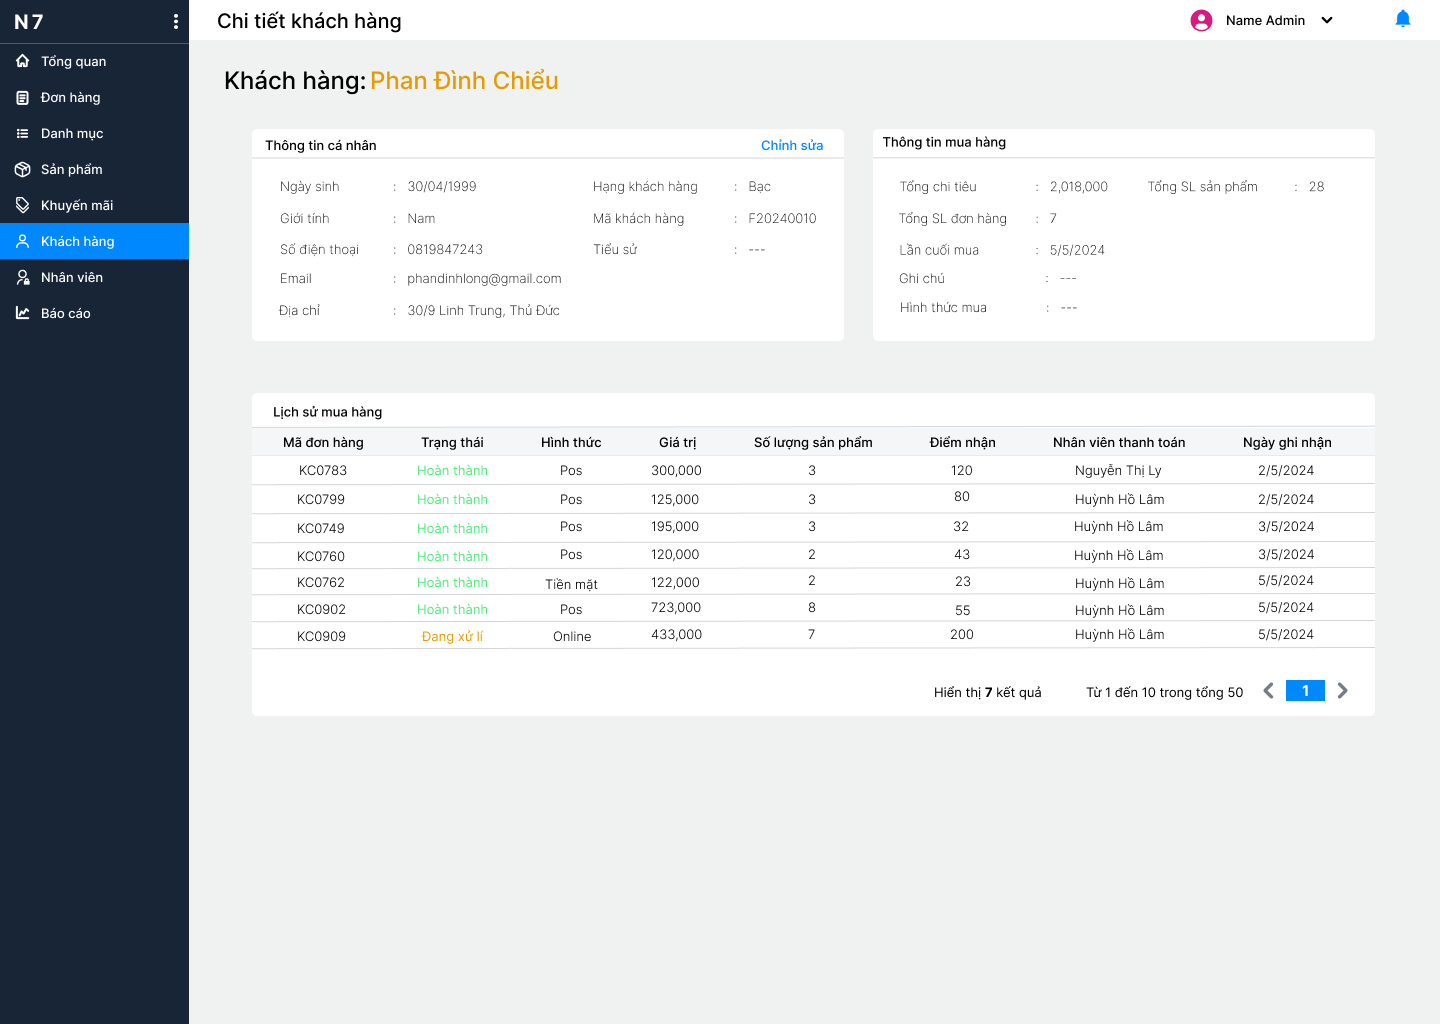 N7
Chi tiết khách hàng
Name Admin
Tổng quan
Đơn hàng
Danh mục
Sản phẩm
Khuyến mãi
Khách hàng
Nhân viên
Báo cáo
Khách hàng: Phan Đình Chiểu
Thông tin cá nhân Chỉnh sửa
Ngày sinh : 30/04/1999 Hạng khách hàng : Bạc
Giới tính : Nam Mã khách hàng : F20240010
Số điện thoại : 0819847243 Tiểu sử : ---
Email : phandinhlong@gmail.com
Địa chỉ : 30/9 Linh Trung, Thủ Đức
Thông tin mua hàng
Tổng chi tiêu : 2,018,000 Tổng SL sản phẩm : 28
Tổng SL đơn hàng : 7
Lần cuối mua : 5/5/2024
Ghi chú : ---
Hình thức mua : ---
Lịch sử mua hàng
Mã đơn hàng Trạng thái Hình thức Giá trị Số lượng sản phẩm Điểm nhận Nhân viên thanh toán Ngày ghi nhận
KC0783 Hoàn thành Pos 300,000 3 120 Nguyễn Thị Ly 2/5/2024
KC0799 Hoàn thành Pos 125,000 3 80 Huỳnh Hồ Lâm 2/5/2024
KC0749 Hoàn thành Pos 195,000 3 32 Huỳnh Hồ Lâm 3/5/2024
KC0760 Hoàn thành Pos 120,000 2 43 Huỳnh Hồ Lâm 3/5/2024
KC0762 Hoàn thành Tiền mặt 122,000 2 23 Huỳnh Hồ Lâm 5/5/2024
KC0902 Hoàn thành Pos 723,000 8 55 Huỳnh Hồ Lâm 5/5/2024
KC0909 Đang xử lí Online 433,000 7 200 Huỳnh Hồ Lâm 5/5/2024
Hiển thị 7 kết quả Từ 1 đến 10 trong tổng 50 1